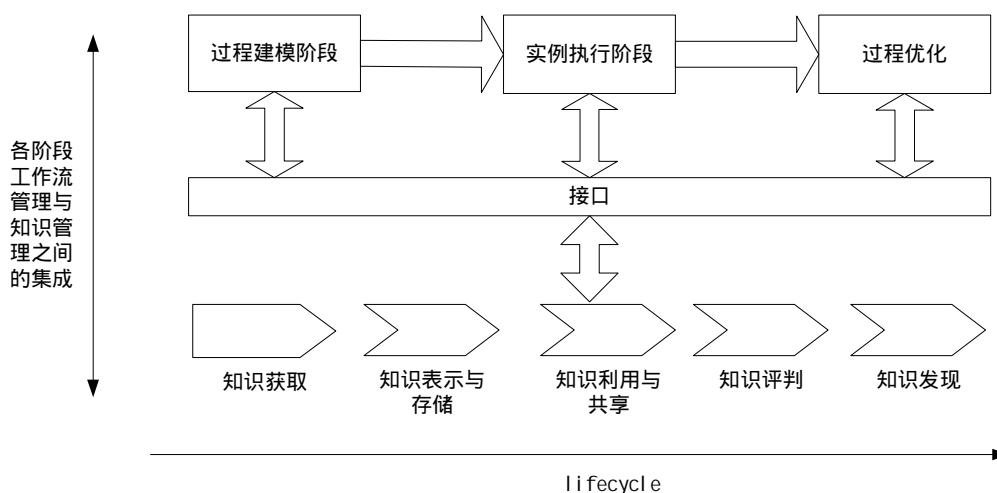 过程建模阶段
实例执行阶段
过程优化
各阶段
工作流
管理与
知识管
理之间
的集成
接口
知识获取
知识表示与
存储
知识利用与
共享
知识评判
知识发现
lifecycle